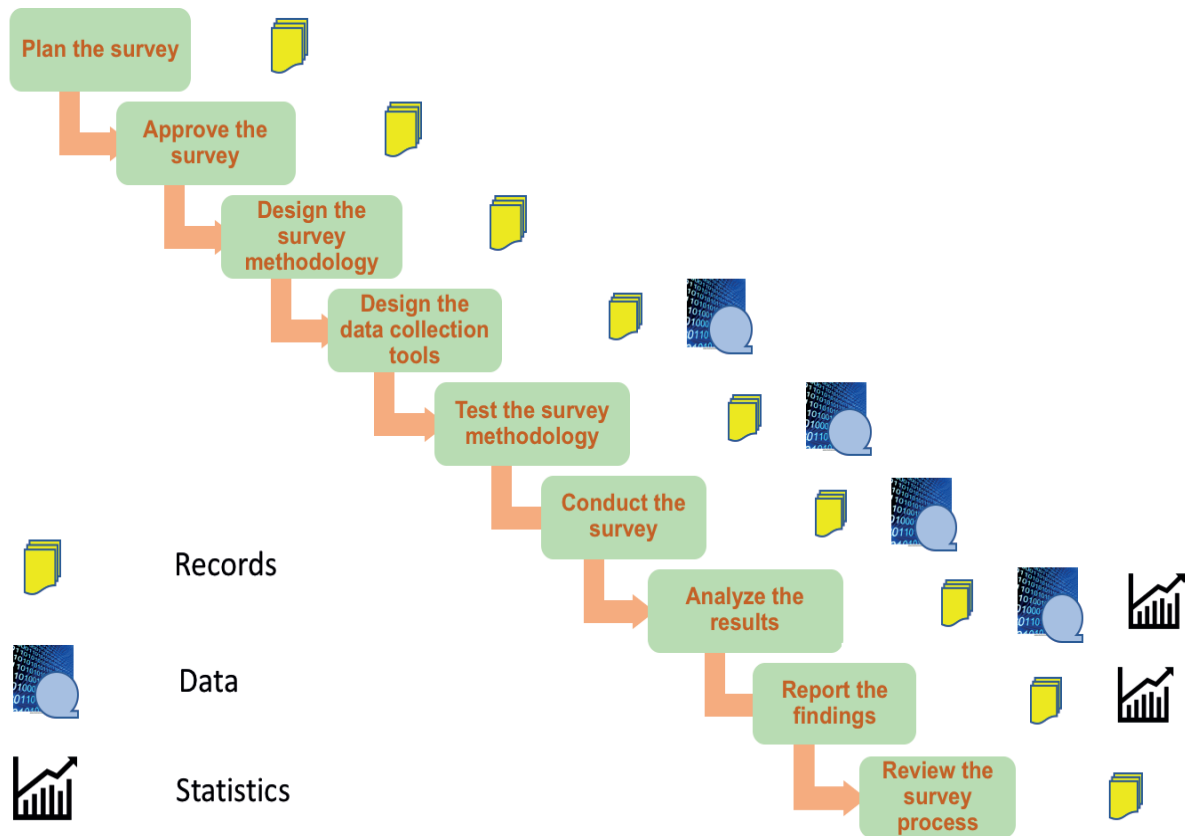 Plan the survey
Approve the
survey
Design the
survey
methodology
Design the
data collection
tools
Test the survey
methodology
Conduct the
survey
Analyze the
results
Report the
findings
Review the
survey
process
Records
Data
Statistics